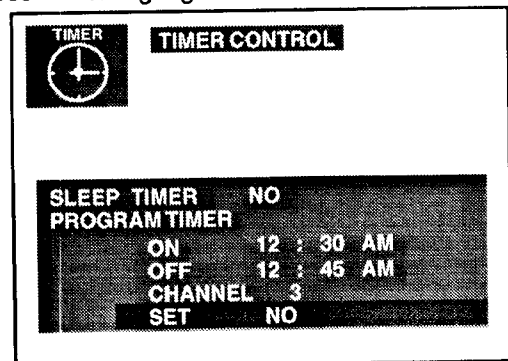 TIMER
TIMER CONTROL
SLEEP TIMER NO
PROGRAM TIMER
ON 12 : 30 AM
OFF 12 : 45 AM
CHANNEL 3
SET NO